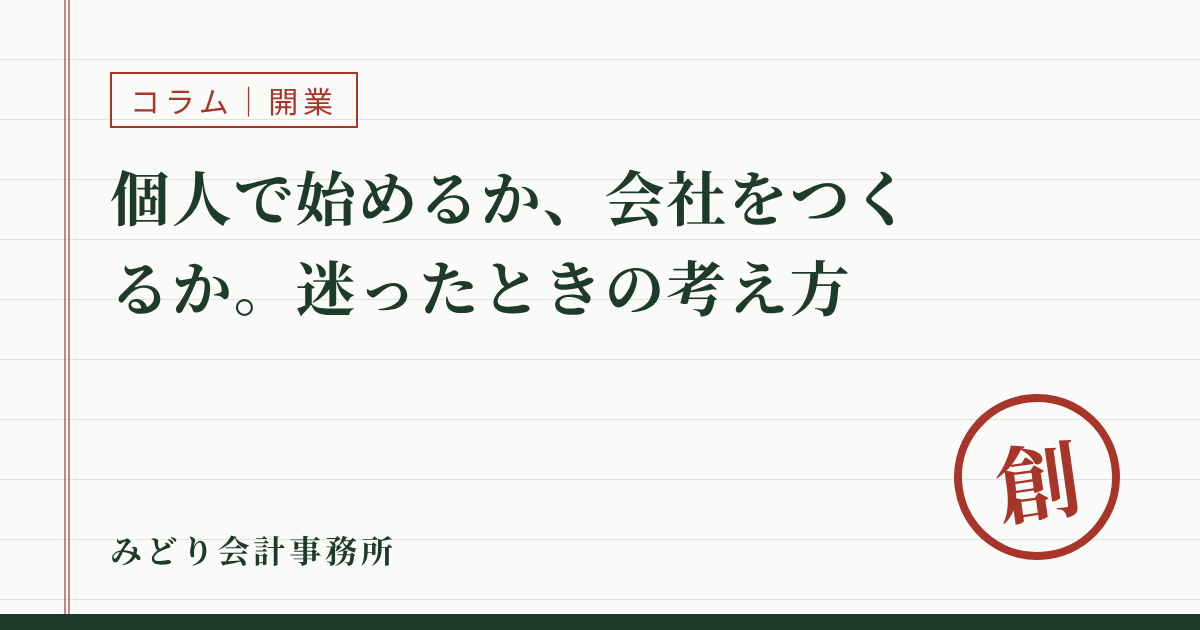 コラム｜開業
個人で始めるか、会社をつく
るか。迷ったときの考え方
創
みどり会計事務所